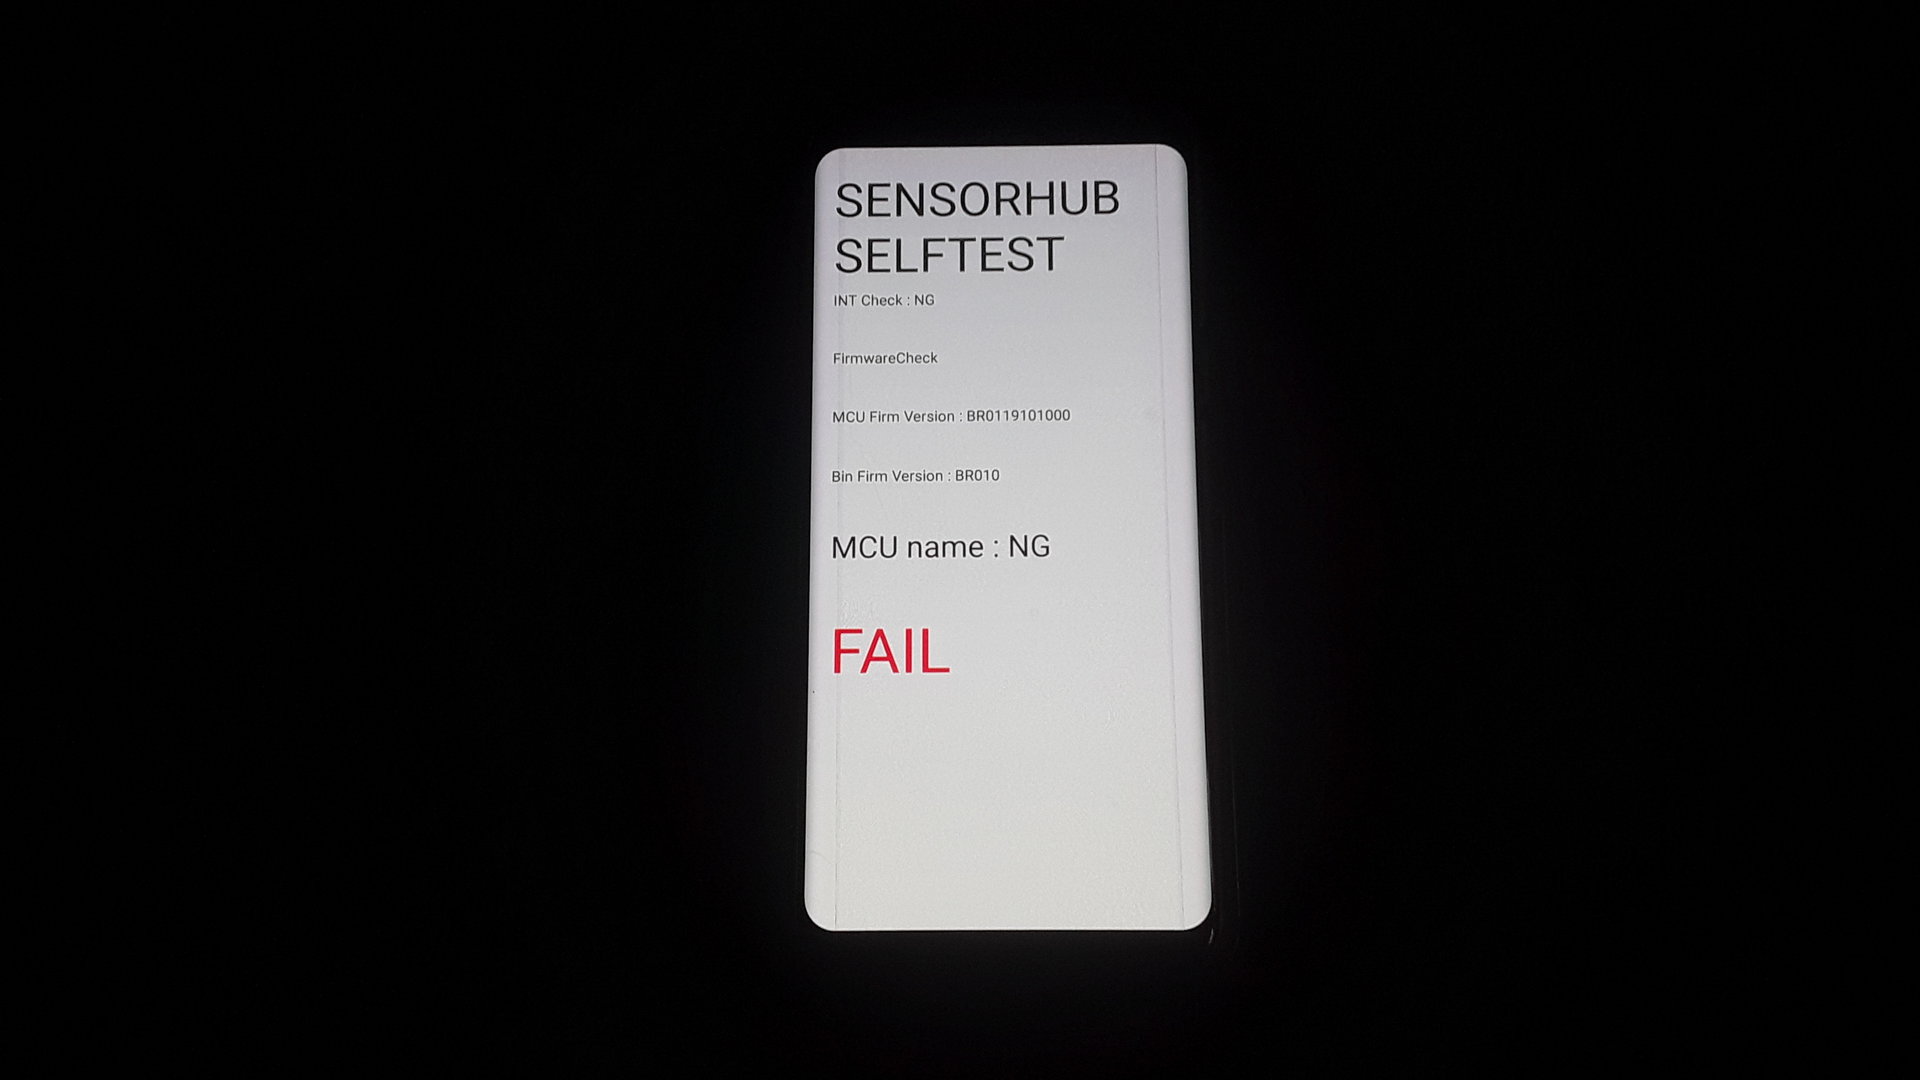 SENSORHUB
SELFTEST
INT Check : NG
FirmwareCheck
MCU Firm Version : BR0119101000
Bin Firm Version : BR010
MCU name : NG
FAIL